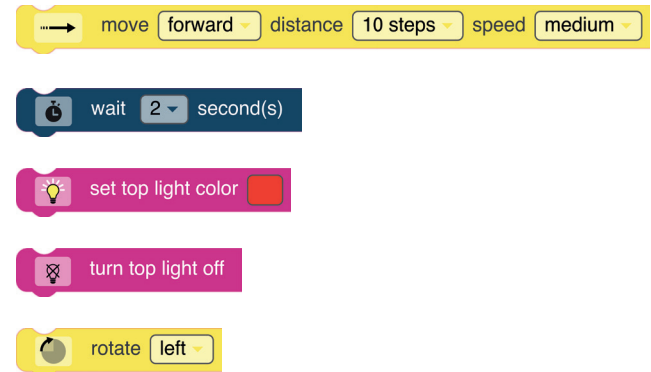 move forward distance 10 steps speed medium
wait 2 second(s)
set top light color
turn top light off
rotate left